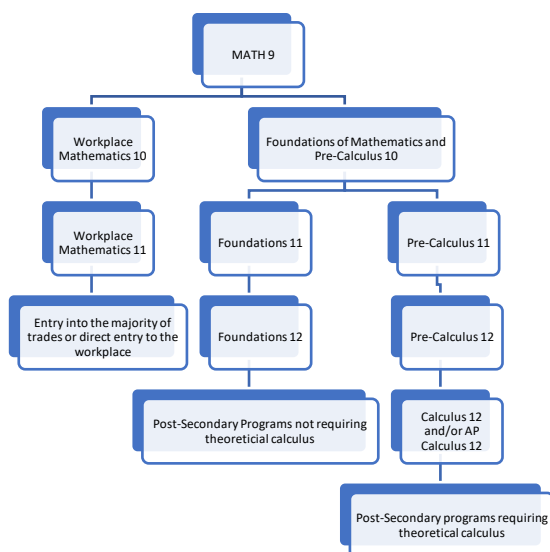 MATH 9
Workplace
Mathematics 10
Foundations of Mathematics and
Pre-Calculus 10
Workplace
Mathematics 11
Foundations 11
Pre-Calculus 11
Entry into the majority of
trades or direct entry to the
workplace
Foundations 12
Pre-Calculus 12
Post-Secondary Programs not requiring
theoreticial calculus
Calculus 12
and/or AP
Calculus 12
Post-Secondary programs requiring
theoretical calculus